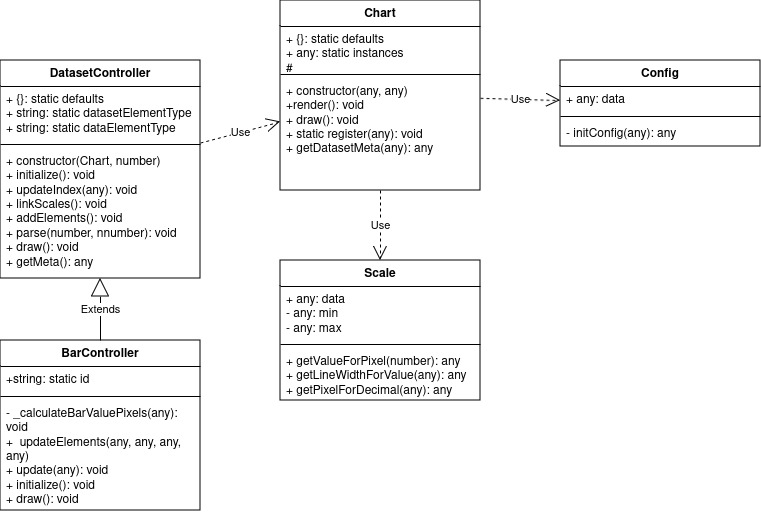 Chart
+ {}: static defaults
+ any: static instances
#
+ constructor(any, any)
+render(): void
+ draw(): void
+ static register(any): void
+ getDatasetMeta(any): any
DatasetController
+ {}: static defaults
+ string: static datasetElementType
+ string: static dataElementType
+ constructor(Chart, number)
+ initialize(): void
+ updateIndex(any): void
+ linkScales(): void
+ addElements(): void
+ parse(number, nnumber): void
+ draw(): void
+ getMeta(): any
Use
Use
Config
+ any: data
- initConfig(any): any
Use
Scale
+ any: data
- any: min
- any: max
+ getValueForPixel(number): any
+ getLineWidthForValue(any): any
+ getPixelForDecimal(any): any
Extends
BarController
+string: static id
- _calculateBarValuePixels(any):
void
+  updateElements(any, any, any,
any)
+ update(any): void
+ initialize(): void
+ draw(): void